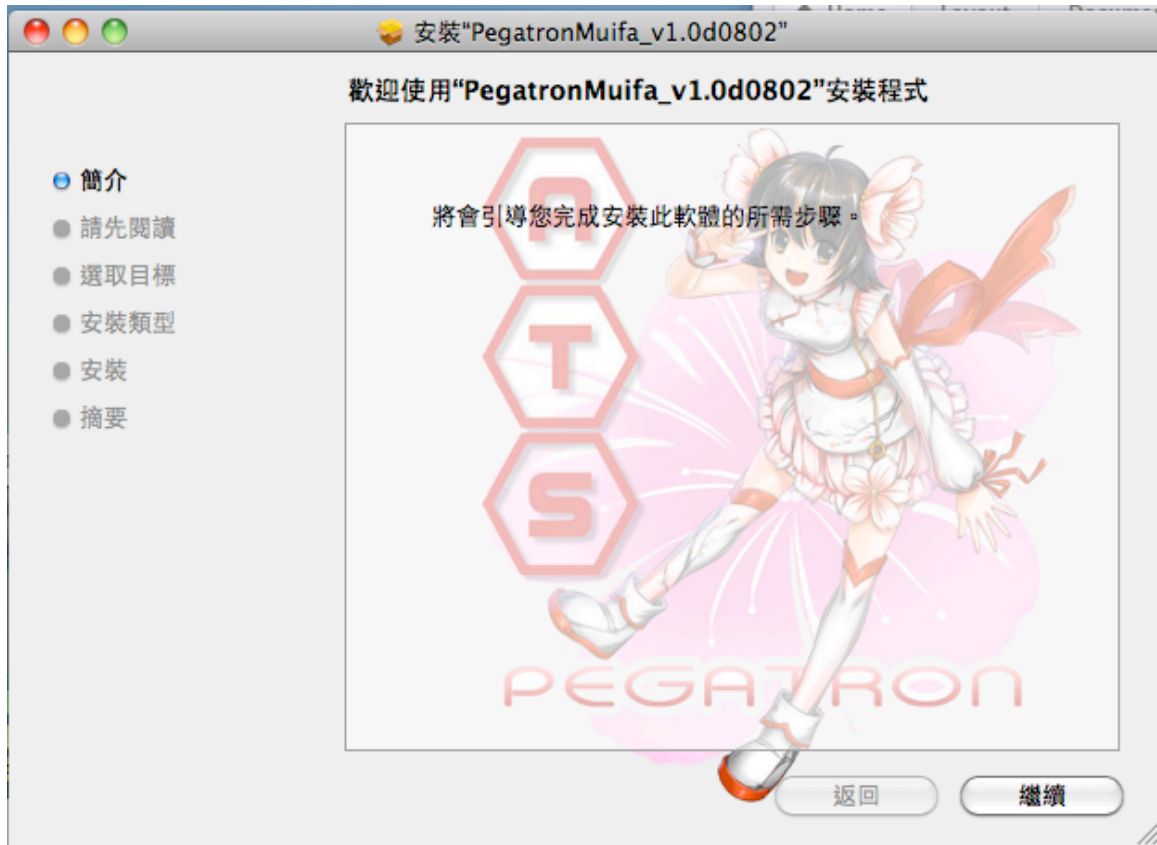 安裝“PegatronMuifa_v1.0d0802”
歡迎使用“PegatronMuifa_v1.0d0802”安裝程式
簡介
請先閱讀
選取目標
安裝類型
安裝
摘要
將會引導您完成安裝此軟體的所需步驟。
A
T
S
PEGATRON
返回
繼續